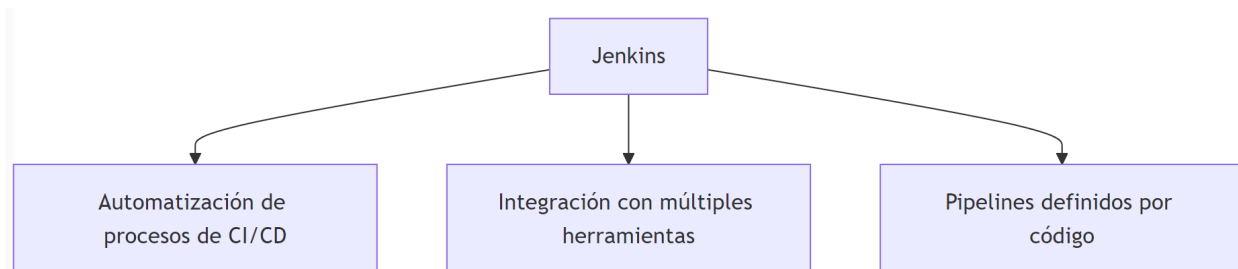 Jenkins
Automatización de
procesos de CI/CD
Integración con múltiples
herramientas
Pipelines definidos por
código